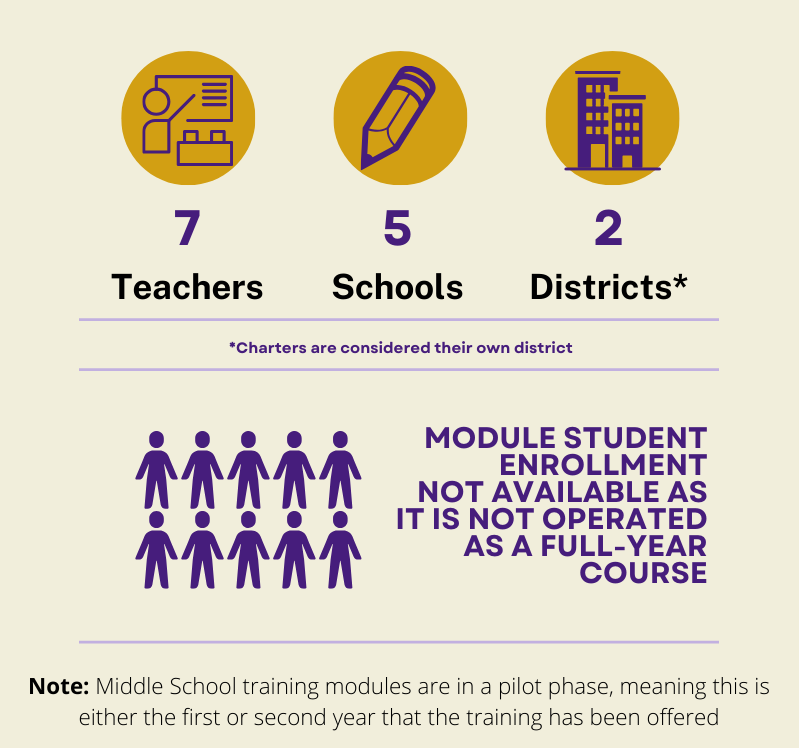 7
5
2
Teachers
Schools
Districts*
*Charters are considered their own district
MODULE STUDENT
ENROLLMENT
NOT AVAILABLE AS
IT IS NOT OPERATED
AS A FULL-YEAR
COURSE
Note: Middle School training modules are in a pilot phase, meaning this is
either the first or second year that the training has been offered